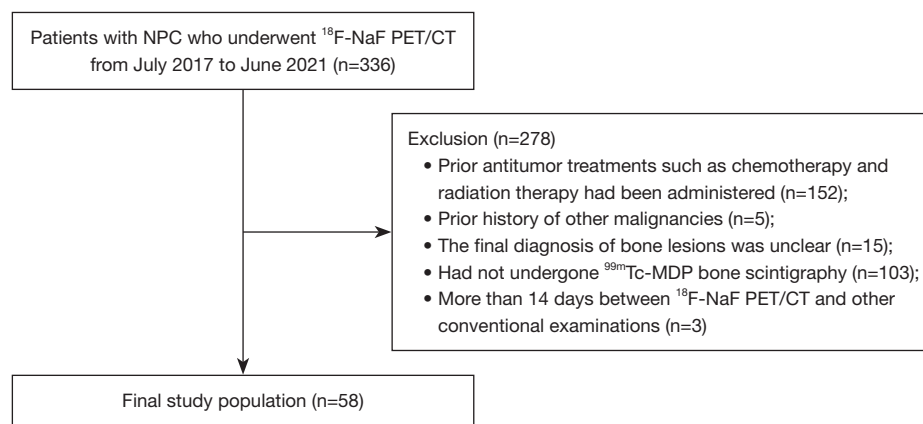 Patients with NPC who underwent ¹⁸F-NaF PET/CT
from July 2017 to June 2021 (n=336)
Exclusion (n=278)
• Prior antitumor treatments such as chemotherapy and
radiation therapy had been administered (n=152);
• Prior history of other malignancies (n=5);
• The final diagnosis of bone lesions was unclear (n=15);
• Had not undergone ⁹⁹ᵐTc-MDP bone scintigraphy (n=103);
• More than 14 days between ¹⁸F-NaF PET/CT and other
conventional examinations (n=3)
Final study population (n=58)